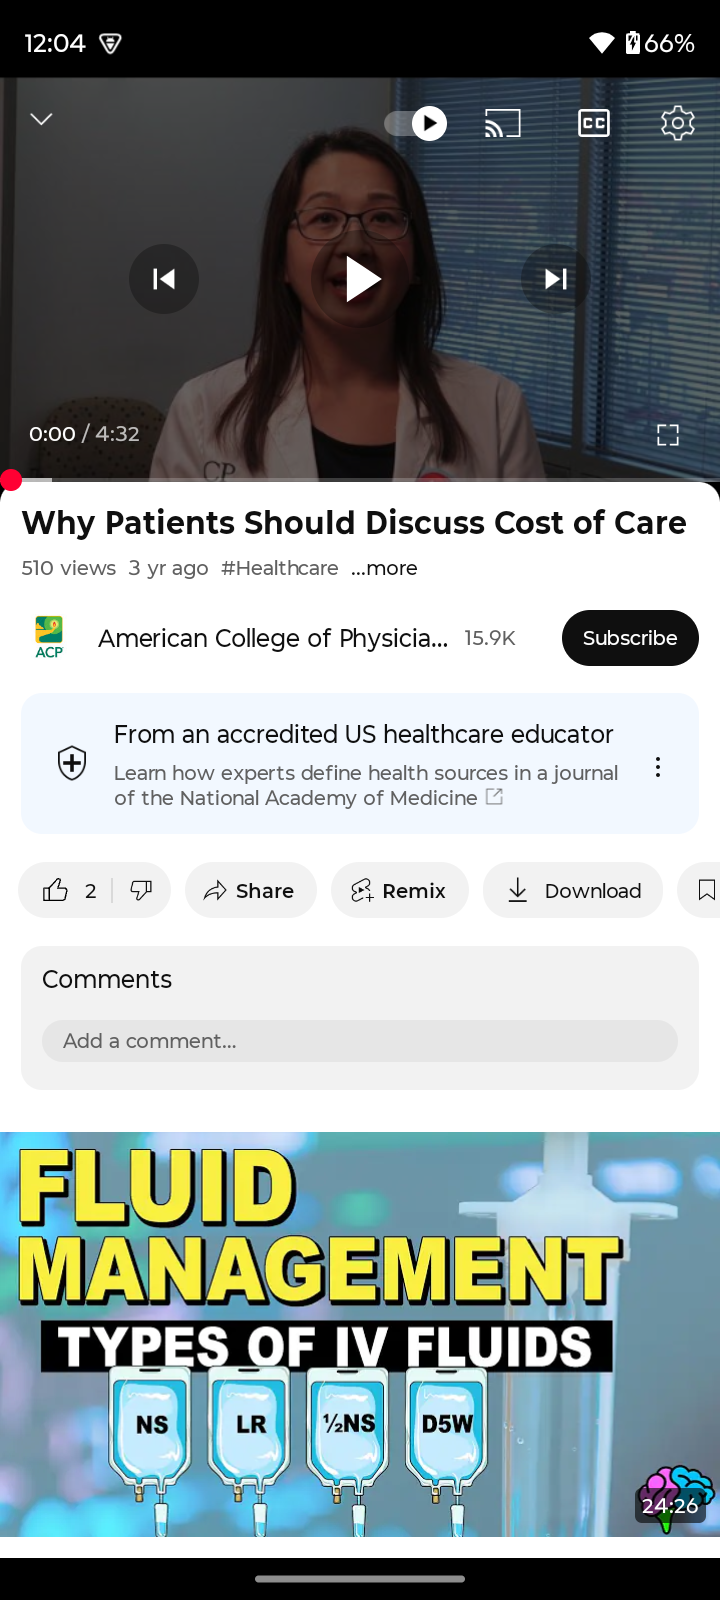 12:04
66%
CC
CP
0:00 / 4:32
Why Patients Should Discuss Cost of Care
510 views 3 yr ago #Healthcare ...more
ACP
American College of Physicia... 15.9K
Subscribe
From an accredited US healthcare educator
Learn how experts define health sources in a journal
of the National Academy of Medicine
2
Share
Remix
Download
Comments
Add a comment...
FLUID
MANAGEMENT
TYPES OF IV FLUIDS
NS LR ½NS D5W
24:26